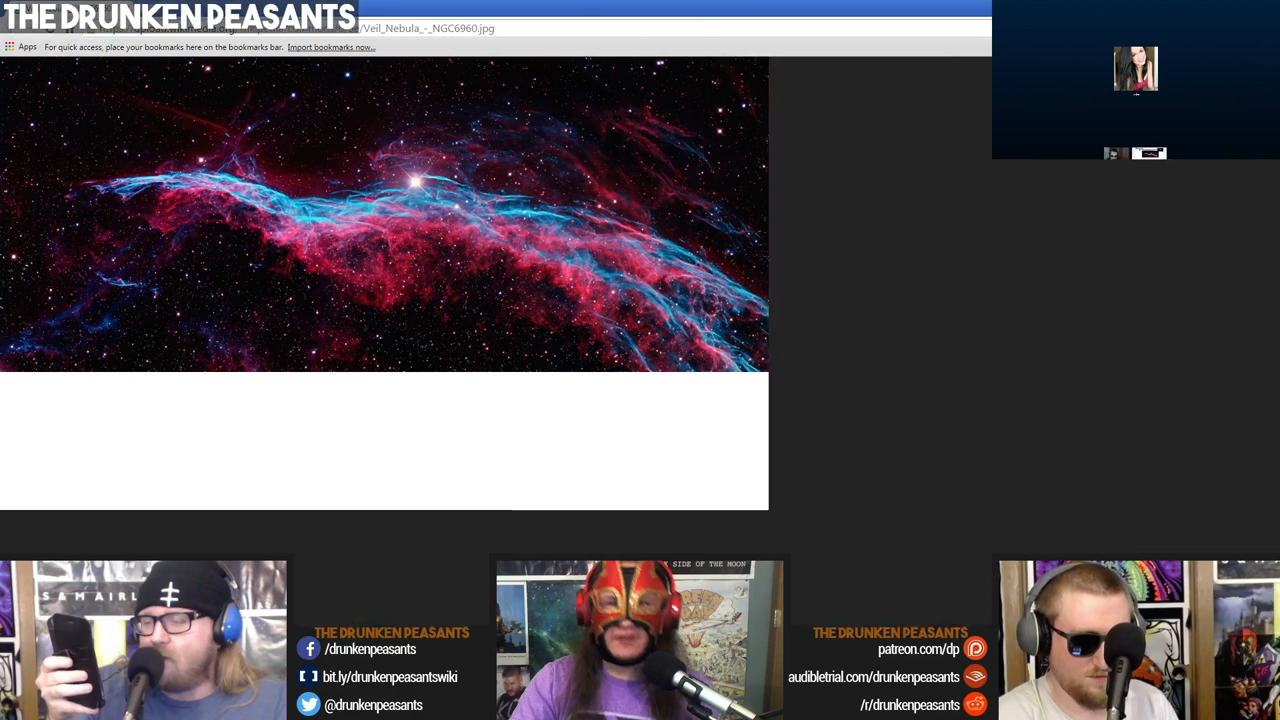 THE DRUNKEN PEASANTS
/Veil_Nebula_-_NGC6960.jpg
Apps For quick access, place your bookmarks here on the bookmarks bar. Import bookmarks now...
SIDE OF THE MOON
S & M AIRL
THE DRUNKEN PEASANTS
/drunkenpeasants
bit.ly/drunkenpeasantswiki
@drunkenpeasants
THE DRUNKEN PEASANTS
patreon.com/dp
audibletrial.com/drunkenpeasants
/r/drunkenpeasants